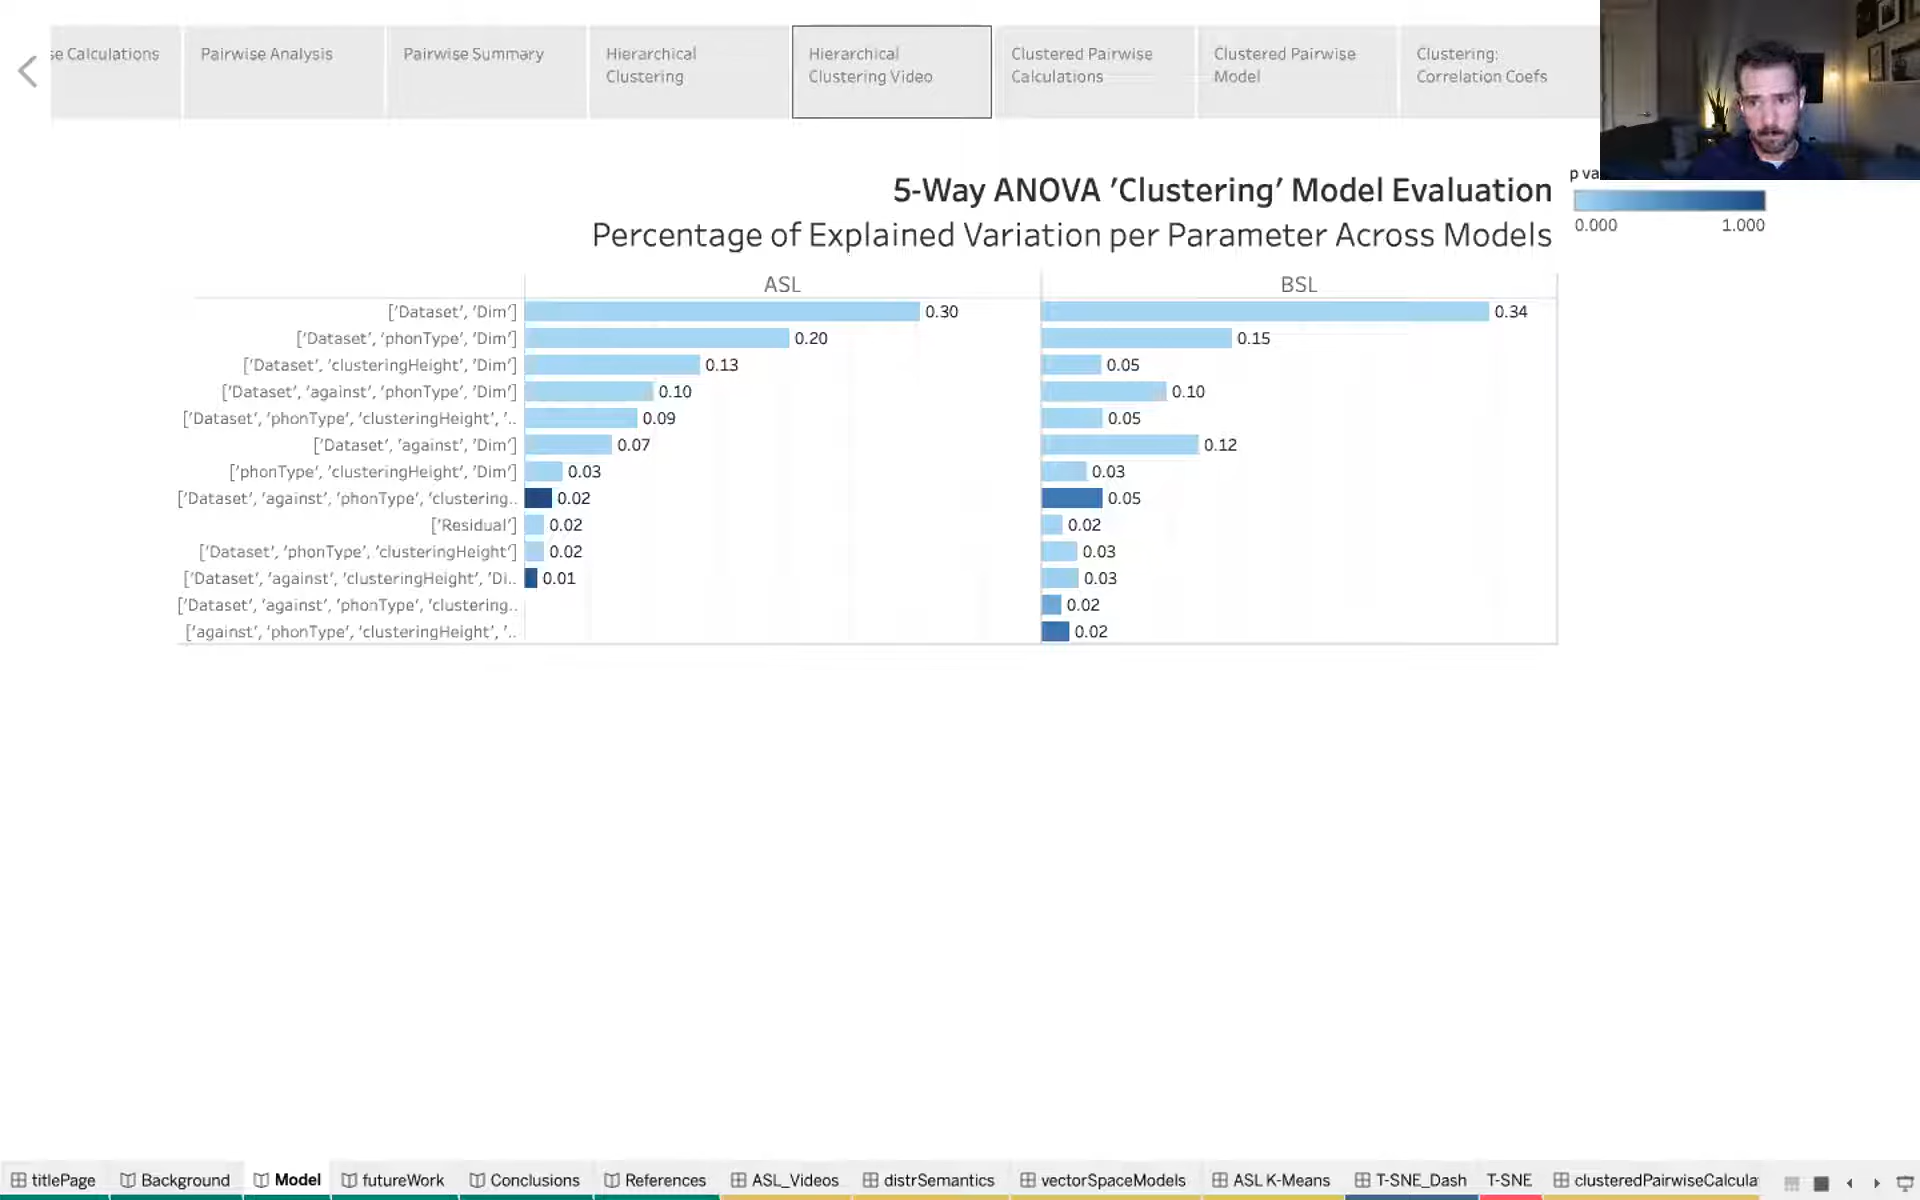 se Calculations
Pairwise Analysis
Pairwise Summary
Hierarchical
Clustering
Hierarchical
Clustering Video
Clustered Pairwise
Calculations
Clustered Pairwise
Model
Clustering:
Correlation Coefs
5-Way ANOVA 'Clustering' Model Evaluation
Percentage of Explained Variation per Parameter Across Models
p va
0.000 1.000
ASL BSL
['Dataset', 'Dim'] 0.30 0.34
['Dataset', 'phonType', 'Dim'] 0.20 0.15
['Dataset', 'clusteringHeight', 'Dim'] 0.13 0.05
['Dataset', 'against', 'phonType', 'Dim'] 0.10 0.10
['Dataset', 'phonType', 'clusteringHeight', '.. 0.09 0.05
['Dataset', 'against', 'Dim'] 0.07 0.12
['phonType', 'clusteringHeight', 'Dim'] 0.03 0.03
['Dataset', 'against', 'phonType', 'clustering.. 0.02 0.05
['Residual'] 0.02 0.02
['Dataset', 'phonType', 'clusteringHeight'] 0.02 0.03
['Dataset', 'against', 'clusteringHeight', 'Di.. 0.01 0.03
['Dataset', 'against', 'phonType', 'clustering.. 0.02
['against', 'phonType', 'clusteringHeight', '.. 0.02
titlePage Background Model futureWork Conclusions References ASL_Videos distrSemantics vectorSpaceModels ASL K-Means T-SNE_Dash T-SNE clusteredPairwiseCalcula